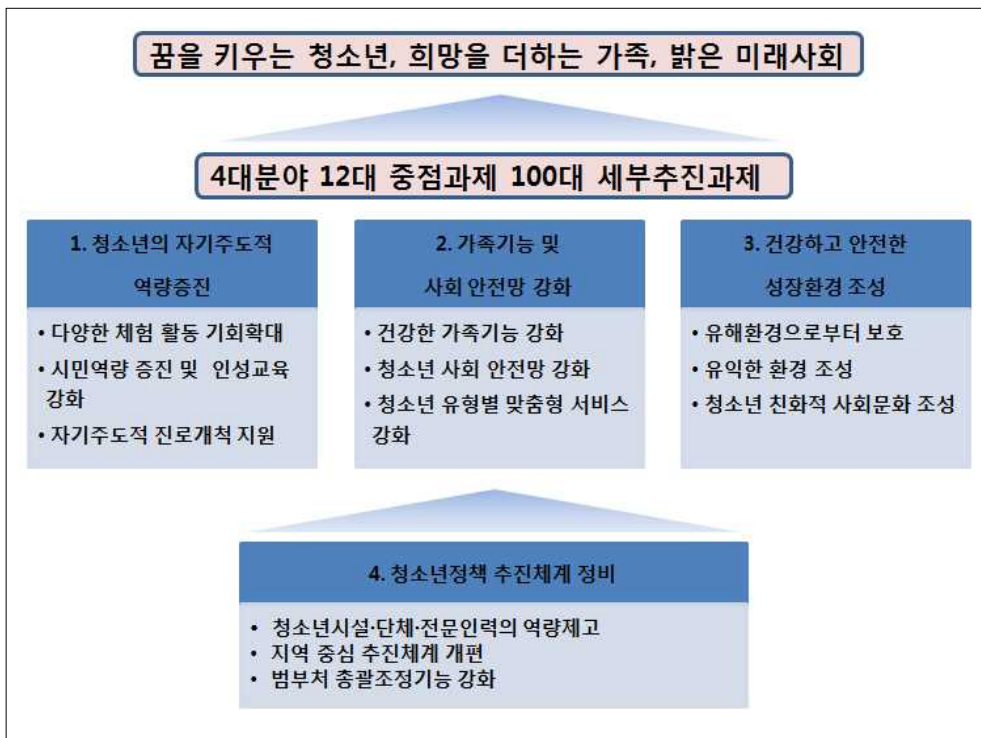 꿈을 키우는 청소년, 희망을 더하는 가족, 밝은 미래사회
4대분야 12대 중점과제 100대 세부추진과제
1. 청소년의 자기주도적
역량증진
• 다양한 체험 활동 기회확대
• 시민역량 증진 및 인성교육
강화
• 자기주도적 진로개척 지원
2. 가족기능 및
사회 안전망 강화
• 건강한 가족기능 강화
• 청소년 사회 안전망 강화
• 청소년 유형별 맞춤형 서비스
강화
3. 건강하고 안전한
성장환경 조성
• 유해환경으로부터 보호
• 유익한 환경 조성
• 청소년 친화적 사회문화 조성
4. 청소년정책 추진체계 정비
• 청소년시설·단체·전문인력의 역량제고
• 지역 중심 추진체계 개편
• 범부처 총괄조정기능 강화